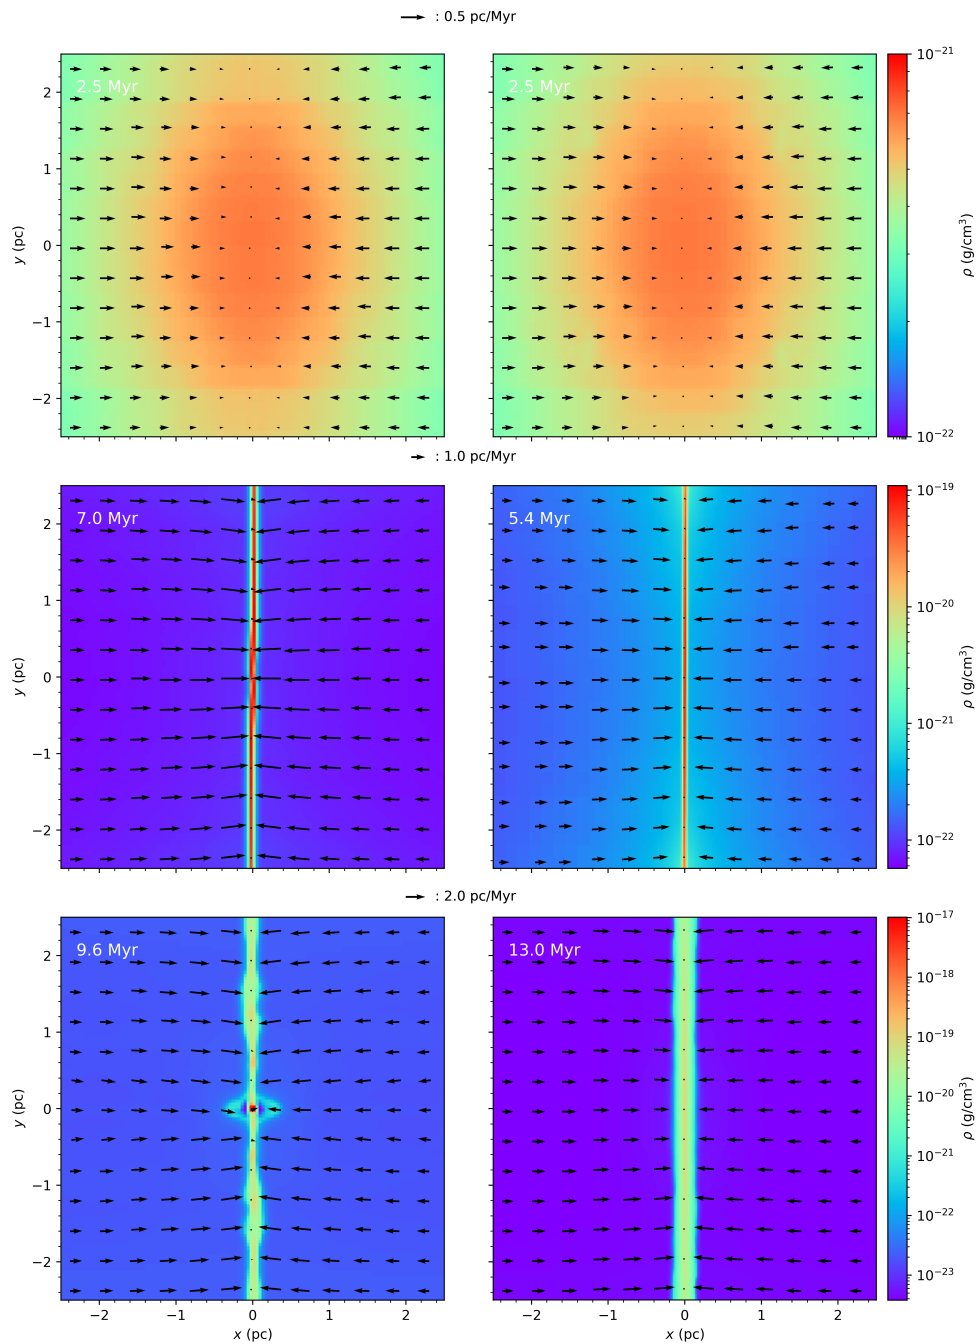 : 0.5 pc/Myr
2.5 Myr
2.5 Myr
2
1
0
−1
−2
y (pc)
10⁻²¹
10⁻²²
ρ (g/cm³)
: 1.0 pc/Myr
7.0 Myr
5.4 Myr
2
1
0
−1
−2
y (pc)
10⁻¹⁹
10⁻²⁰
10⁻²¹
10⁻²²
ρ (g/cm³)
: 2.0 pc/Myr
9.6 Myr
13.0 Myr
2
1
0
−1
−2
y (pc)
10⁻¹⁷
10⁻¹⁸
10⁻¹⁹
10⁻²⁰
10⁻²¹
10⁻²²
10⁻²³
ρ (g/cm³)
−2 −1 0 1 2
x (pc)
−2 −1 0 1 2
x (pc)